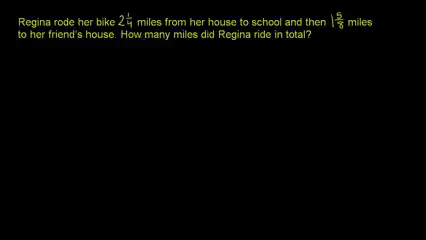 Regina rode her bike 2 1/4 miles from her house to school and then 1 5/8 miles
to her friend's house. How many miles did Regina ride in total?